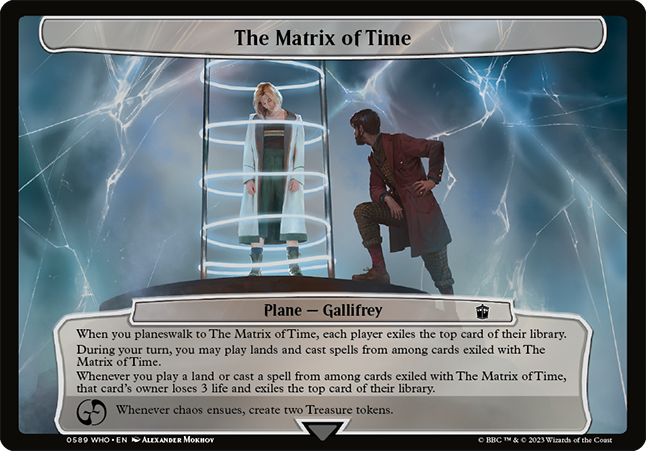 The Matrix of Time
Plane — Gallifrey
When you planeswalk to The Matrix of Time, each player exiles the top card of their library.
During your turn, you may play lands and cast spells from among cards exiled with The
Matrix of Time.
Whenever you play a land or cast a spell from among cards exiled with The Matrix of Time,
that card's owner loses 3 life and exiles the top card of their library.
Whenever chaos ensues, create two Treasure tokens.
0589 WHO • EN Alexander Mokhov
© BBC ™ & © 2023 Wizards of the Coast